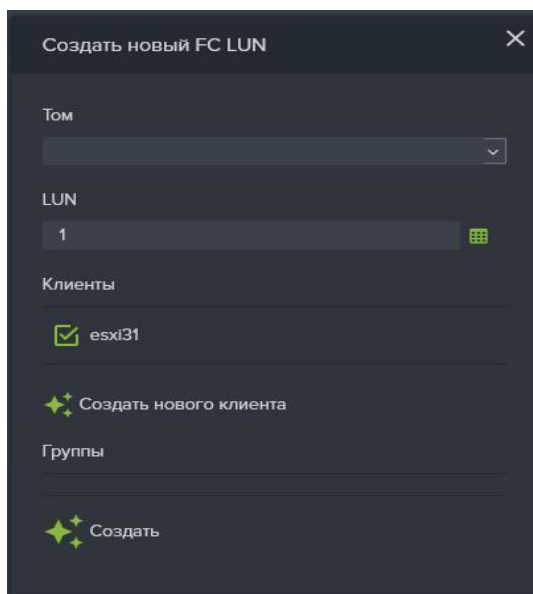 Создать новый FC LUN
Том
LUN
1
Клиенты
esxi31
Создать нового клиента
Группы
Создать